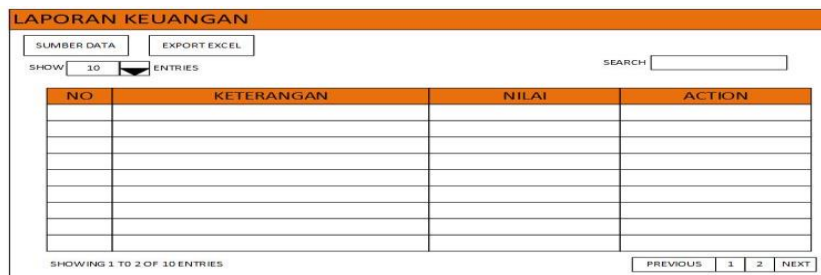 LAPORAN KEUANGAN
SUMBER DATA EXPORT EXCEL
SHOW 10 ENTRIES SEARCH
NO KETERANGAN NILAI ACTION
SHOWING 1 TO 2 OF 10 ENTRIES PREVIOUS 1 2 NEXT